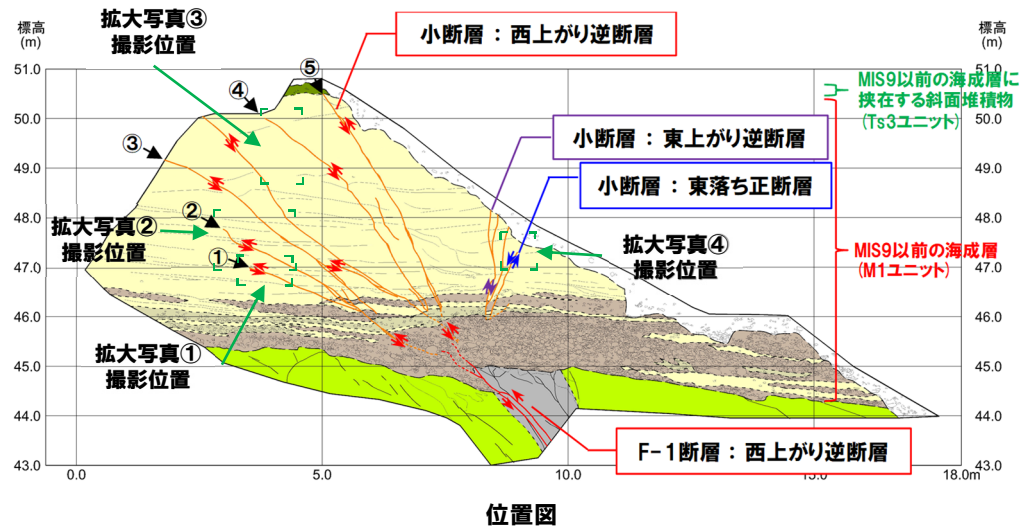 標高
(m)
51.0
50.0
49.0
48.0
47.0
46.0
45.0
44.0
43.0
拡大写真③
撮影位置
小断層:西上がり逆断層
⑤
④
③
②
①
拡大写真②
撮影位置
拡大写真①
撮影位置
小断層:東上がり逆断層
小断層:東落ち正断層
拡大写真④
撮影位置
F-1断層:西上がり逆断層
標高
(m)
51.0
50.0
49.0
48.0
47.0
46.0
45.0
44.0
43.0
MIS9以前の海成層に
挟在する斜面堆積物
(Ts3ユニット)
MIS9以前の海成層
(M1ユニット)
0.0
5.0
10.0
18.0m
位置図